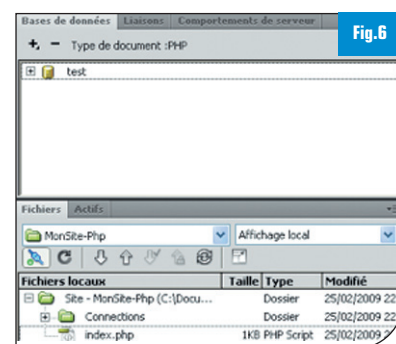 Bases de données Liaisons Comportements de serveur
Fig.6
Type de document :PHP
test
Fichiers Actifs
MonSite-Php Affichage local
Fichiers locaux Taille Type Modifié
Site - MonSite-Php (C:\Docu... Dossier 25/02/2009 22
Connections Dossier 25/02/2009 22
index.php 1KB PHP Script 25/02/2009